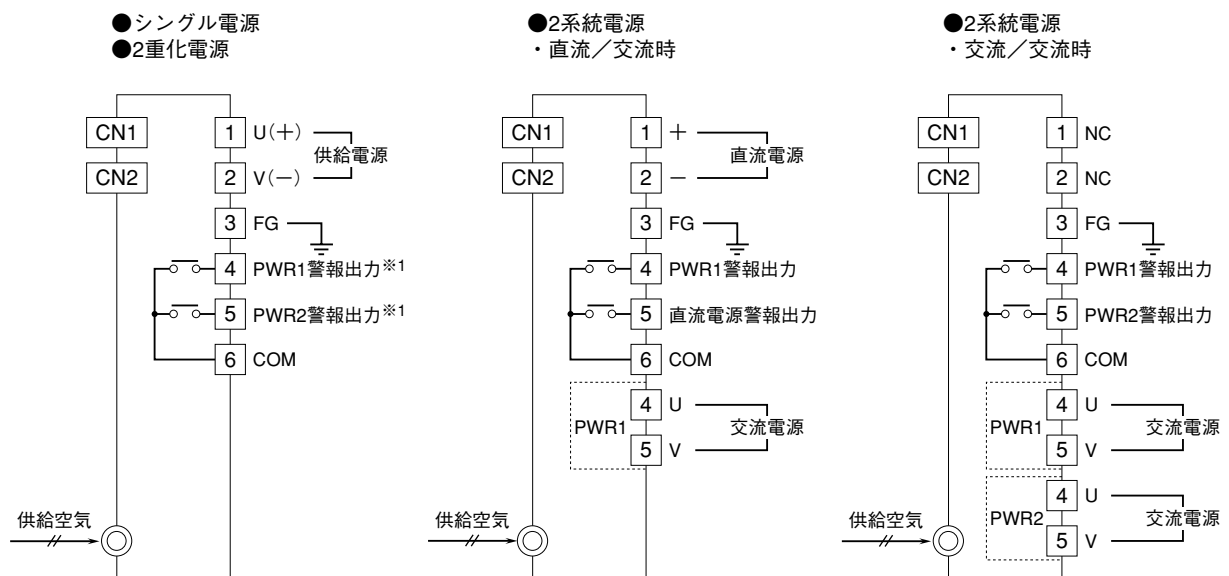 ●シングル電源
●2重化電源
CN1
CN2
1 U(+)
供給電源
2 V(−)
3 FG
4 PWR1警報出力※1
5 PWR2警報出力※1
6 COM
供給空気
●2系統電源
・直流／交流時
CN1
CN2
1 +
直流電源
2 −
3 FG
4 PWR1警報出力
5 直流電源警報出力
6 COM
PWR1
4 U
交流電源
5 V
供給空気
●2系統電源
・交流／交流時
CN1
CN2
1 NC
2 NC
3 FG
4 PWR1警報出力
5 PWR2警報出力
6 COM
PWR1
4 U
交流電源
5 V
PWR2
4 U
交流電源
5 V
供給空気